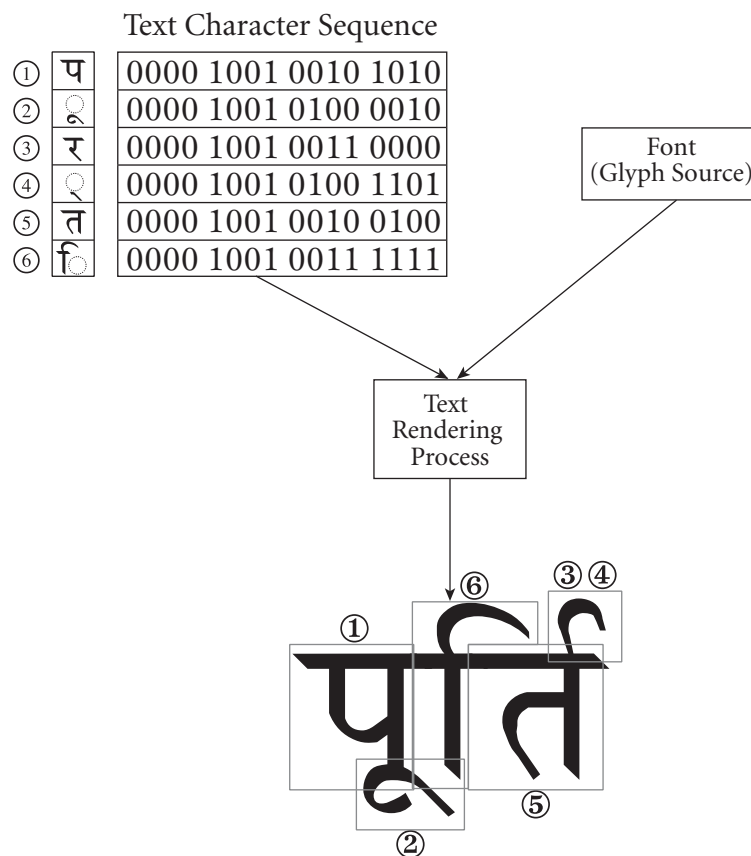 Text Character Sequence
① प 0000 1001 0010 1010
② ू 0000 1001 0100 0010
③ र 0000 1001 0011 0000
④ ् 0000 1001 0100 1101
⑤ त 0000 1001 0010 0100
⑥ ि 0000 1001 0011 1111
Font
(Glyph Source)
Text
Rendering
Process
⑥ ③ ④
①
पूर्ति
⑤
②